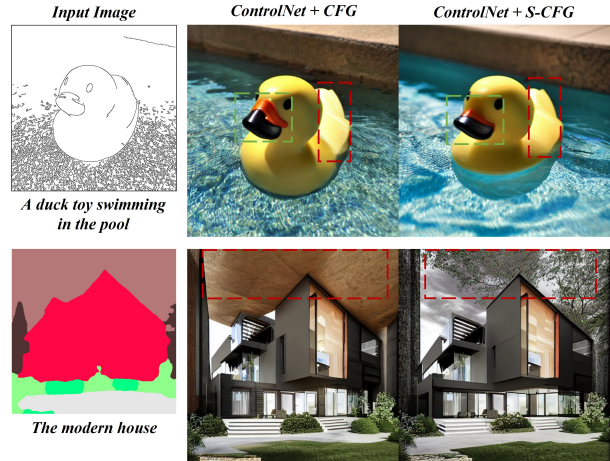 Input Image
ControlNet + CFG
ControlNet + S-CFG
A duck toy swimming
in the pool
The modern house